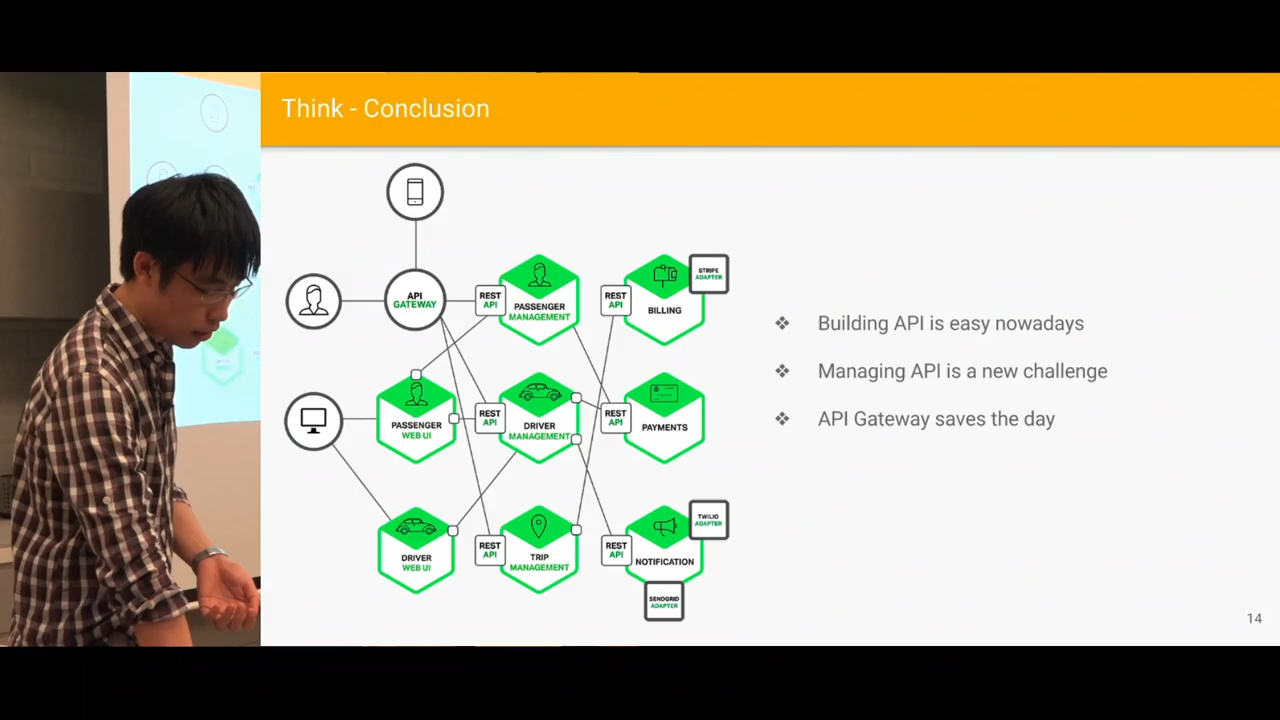 Think - Conclusion
API
GATEWAY
REST
API
PASSENGER
MANAGEMENT
REST
API
BILLING
STRIPE
ADAPTER
PASSENGER
WEB UI
REST
API
DRIVER
MANAGEMENT
REST
API
PAYMENTS
DRIVER
WEB UI
REST
API
TRIP
MANAGEMENT
REST
API
NOTIFICATION
TWILIO
ADAPTER
SENDGRID
ADAPTER
❖ Building API is easy nowadays
❖ Managing API is a new challenge
❖ API Gateway saves the day
14